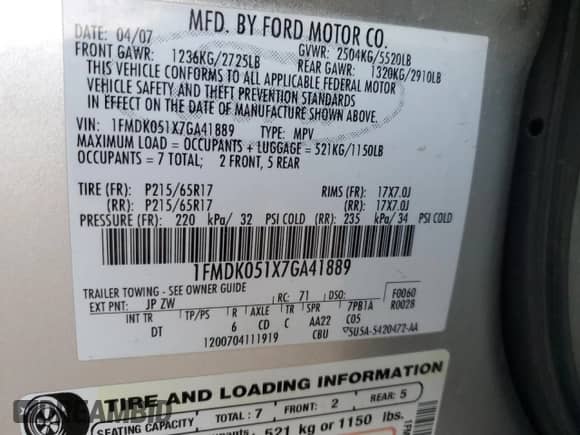 MFD. BY FORD MOTOR CO.
DATE: 04/07 GVWR: 2504KG/5520LB
FRONT GAWR: 1236KG/2725LB REAR GAWR: 1320KG/2910LB
THIS VEHICLE CONFORMS TO ALL APPLICABLE FEDERAL MOTOR
VEHICLE SAFETY AND THEFT PREVENTION STANDARDS
IN EFFECT ON THE DATE OF MANUFACTURE SHOWN ABOVE.
VIN: 1FMDK051X7GA41889 TYPE: MPV
MAXIMUM LOAD = OCCUPANTS + LUGGAGE = 521KG/1150LB
OCCUPANTS = 7 TOTAL; 2 FRONT, 5 REAR
TIRE (FR): P215/65R17 RIMS (FR): 17X7.0J
(RR): P215/65R17 (RR): 17X7.0J
PRESSURE (FR): 220 kPa/ 32 PSI COLD (RR): 235 kPa/ 34 PSI COLD
1FMDK051X7GA41889
TRAILER TOWING - SEE OWNER GUIDE
RC: 71 DSO: F0060
EXT PNT: JP ZW 7PB1A R0028
INT TR TP/PS R AXLE TR SPR C05
DT 6 CD C AA22
1200704111919 CBU 5U5A-5420472-AA
TIRE AND LOADING INFORMATION
SEATING CAPACITY TOTAL: 7 FRONT: 2 REAR: 5
521 kg or 1150 lbs.